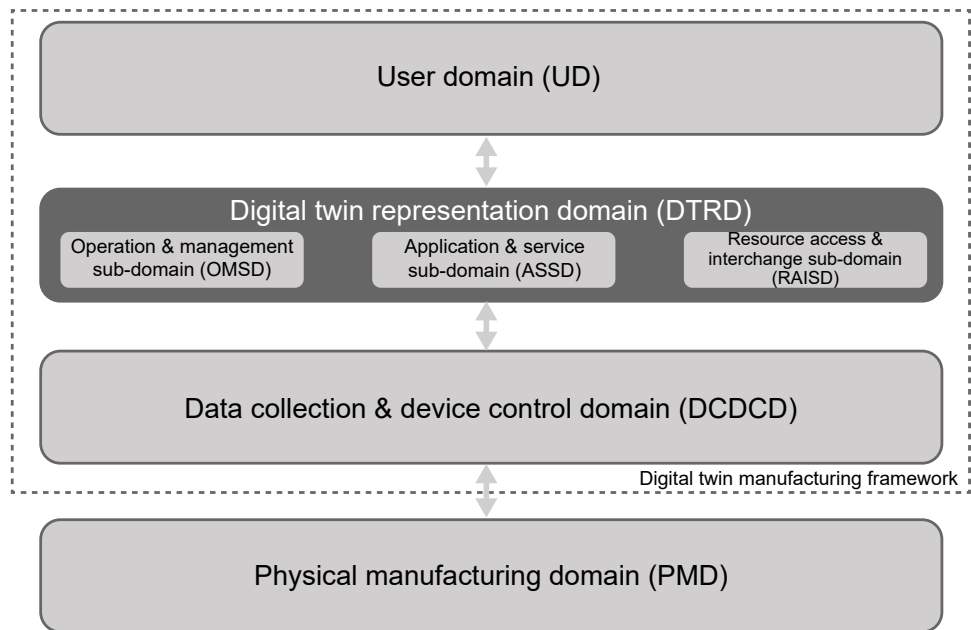 User domain (UD)
Digital twin representation domain (DTRD)
Operation & management
sub-domain (OMSD)
Application & service
sub-domain (ASSD)
Resource access &
interchange sub-domain
(RAISD)
Data collection & device control domain (DCDCD)
Digital twin manufacturing framework
Physical manufacturing domain (PMD)